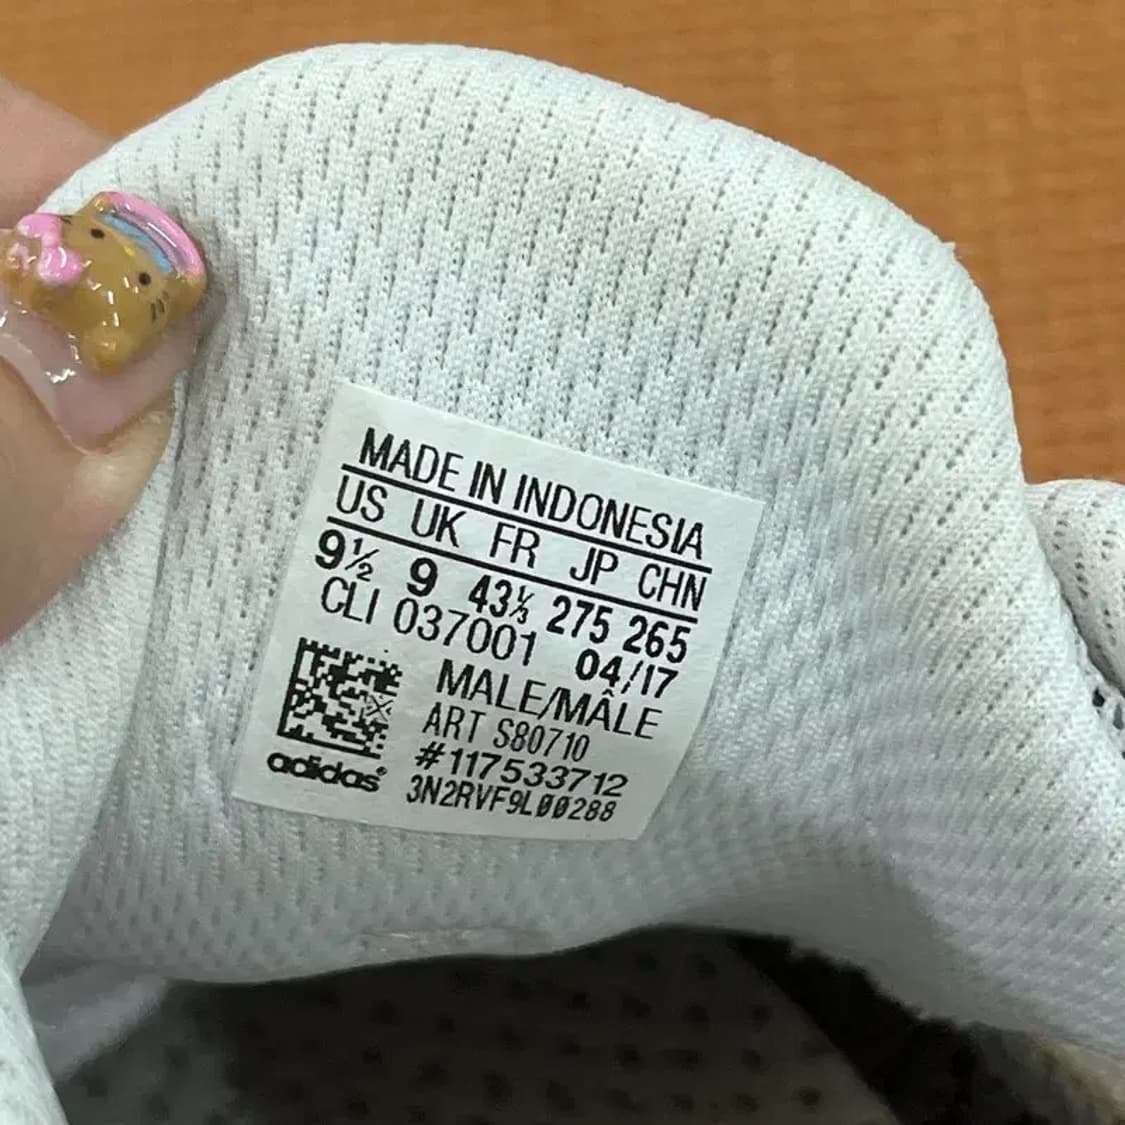 MADE IN INDONESIA
US UK FR JP CHN
9½ 9 43⅓ 275 265
CLI 037001 04/17
MALE/MÂLE
ART S80710
#117533712
adidas®
3N2RVF9L00288